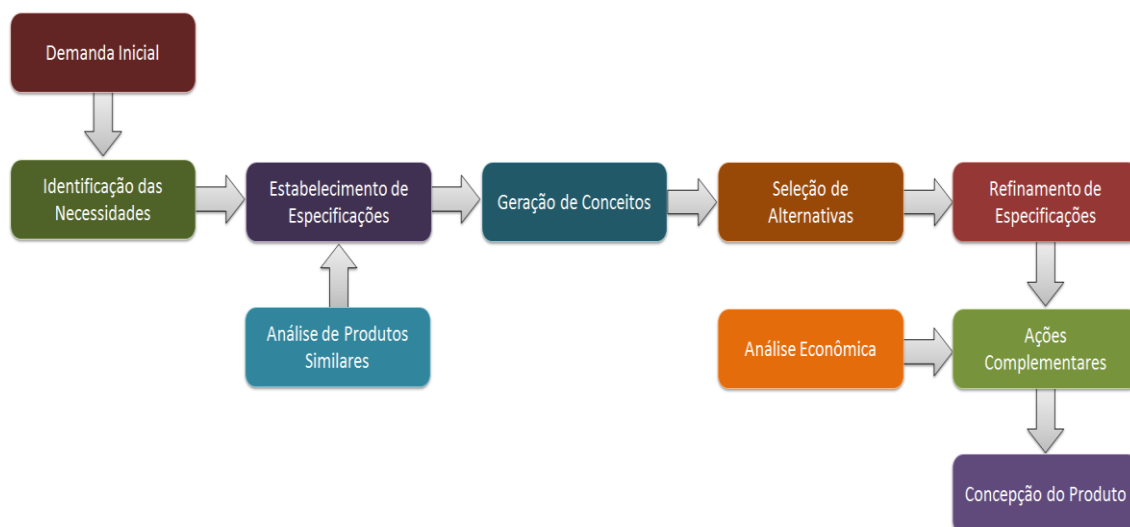 Demanda Inicial
Identificação das
Necessidades
Estabelecimento de
Especificações
Geração de Conceitos
Seleção de
Alternativas
Refinamento de
Especificações
Análise de Produtos
Similares
Análise Econômica
Ações
Complementares
Concepção do Produto